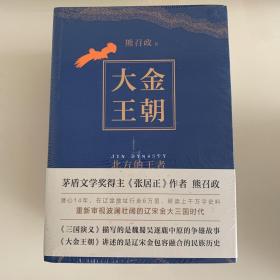 熊召政 著
大金
王朝
北方的王者
JIN DYNASTY
茅盾文学奖得主《张居正》作者 熊召政
潜心14年，在辽金故址行余6万里，研读上千万字史料
重新审视波澜壮阔的辽宋金大三国时代
《三国演义》描写的是魏蜀吴逐鹿中原的争雄故事
《大金王朝》讲述的是辽宋金包容融合的民族历史